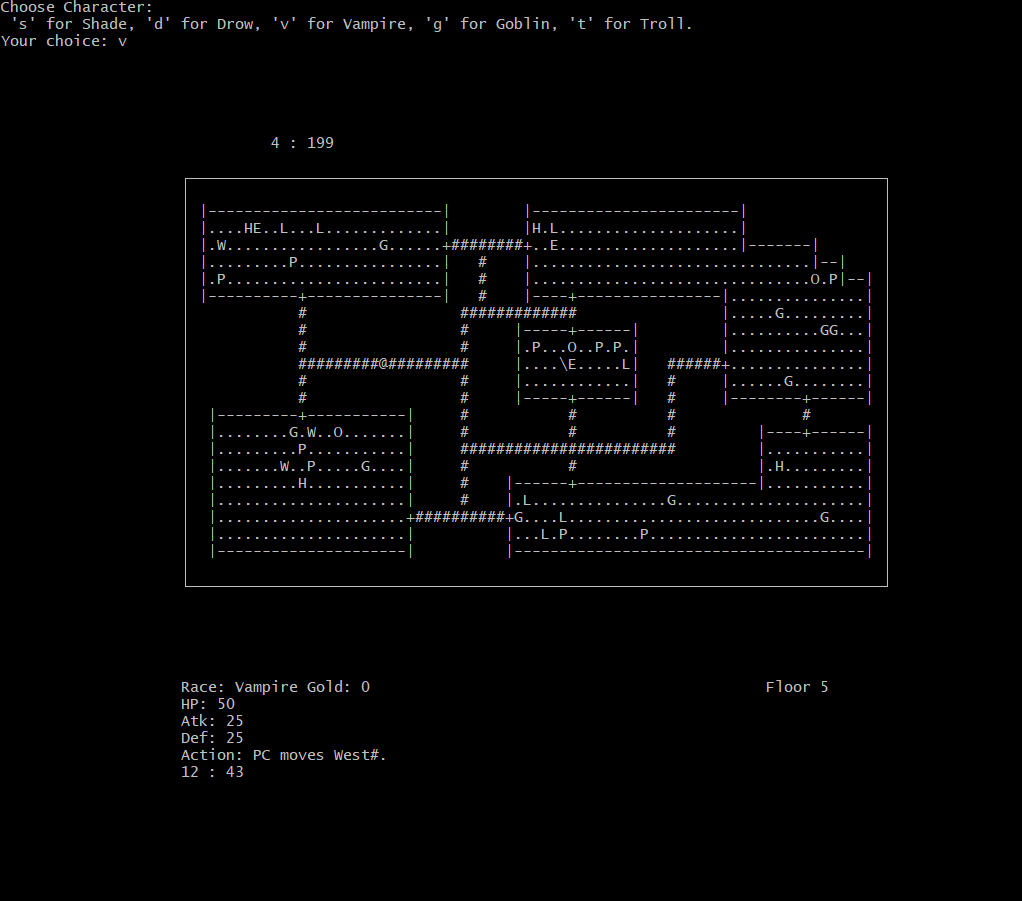 Choose Character:
 's' for Shade, 'd' for Drow, 'v' for Vampire, 'g' for Goblin, 't' for Troll.
Your choice: v
4 : 199
|--------------------------|        |-----------------------|
|....HE..L...L.............|        |H.L....................|
|.W.................G......+########+..E....................|-------|
|.........P................|   #    |...............................|--|
|.P........................|   #    |...............................O.P|--|
|----------+---------------|   #    |----+----------------|...............|
           #                 #############                |.....G.........|
           #                 #     |-----+------|         |..........GG...|
           #                 #     |.P...O..P.P.|         |...............|
           #########@#########     |....\E.....L|   ######+...............|
           #                 #     |............|   #     |......G........|
           #                 #     |-----+------|   #     |--------+------|
 |---------+-----------|     #           #          #              #
 |........G.W..O.......|     #           #          #         |----+------|
 |.........P...........|     ########################         |...........|
 |.......W..P.....G....|     #           #                    |.H.........|
 |.........H...........|     #    |------+--------------------|...........|
 |.....................|     #    |.L...............G.....................|
 |.....................+##########+G....L............................G....|
 |.....................|          |...L.P........P........................|
 |---------------------|          |---------------------------------------|
Race: Vampire Gold: 0                                            Floor 5
HP: 50
Atk: 25
Def: 25
Action: PC moves West#.
12 : 43